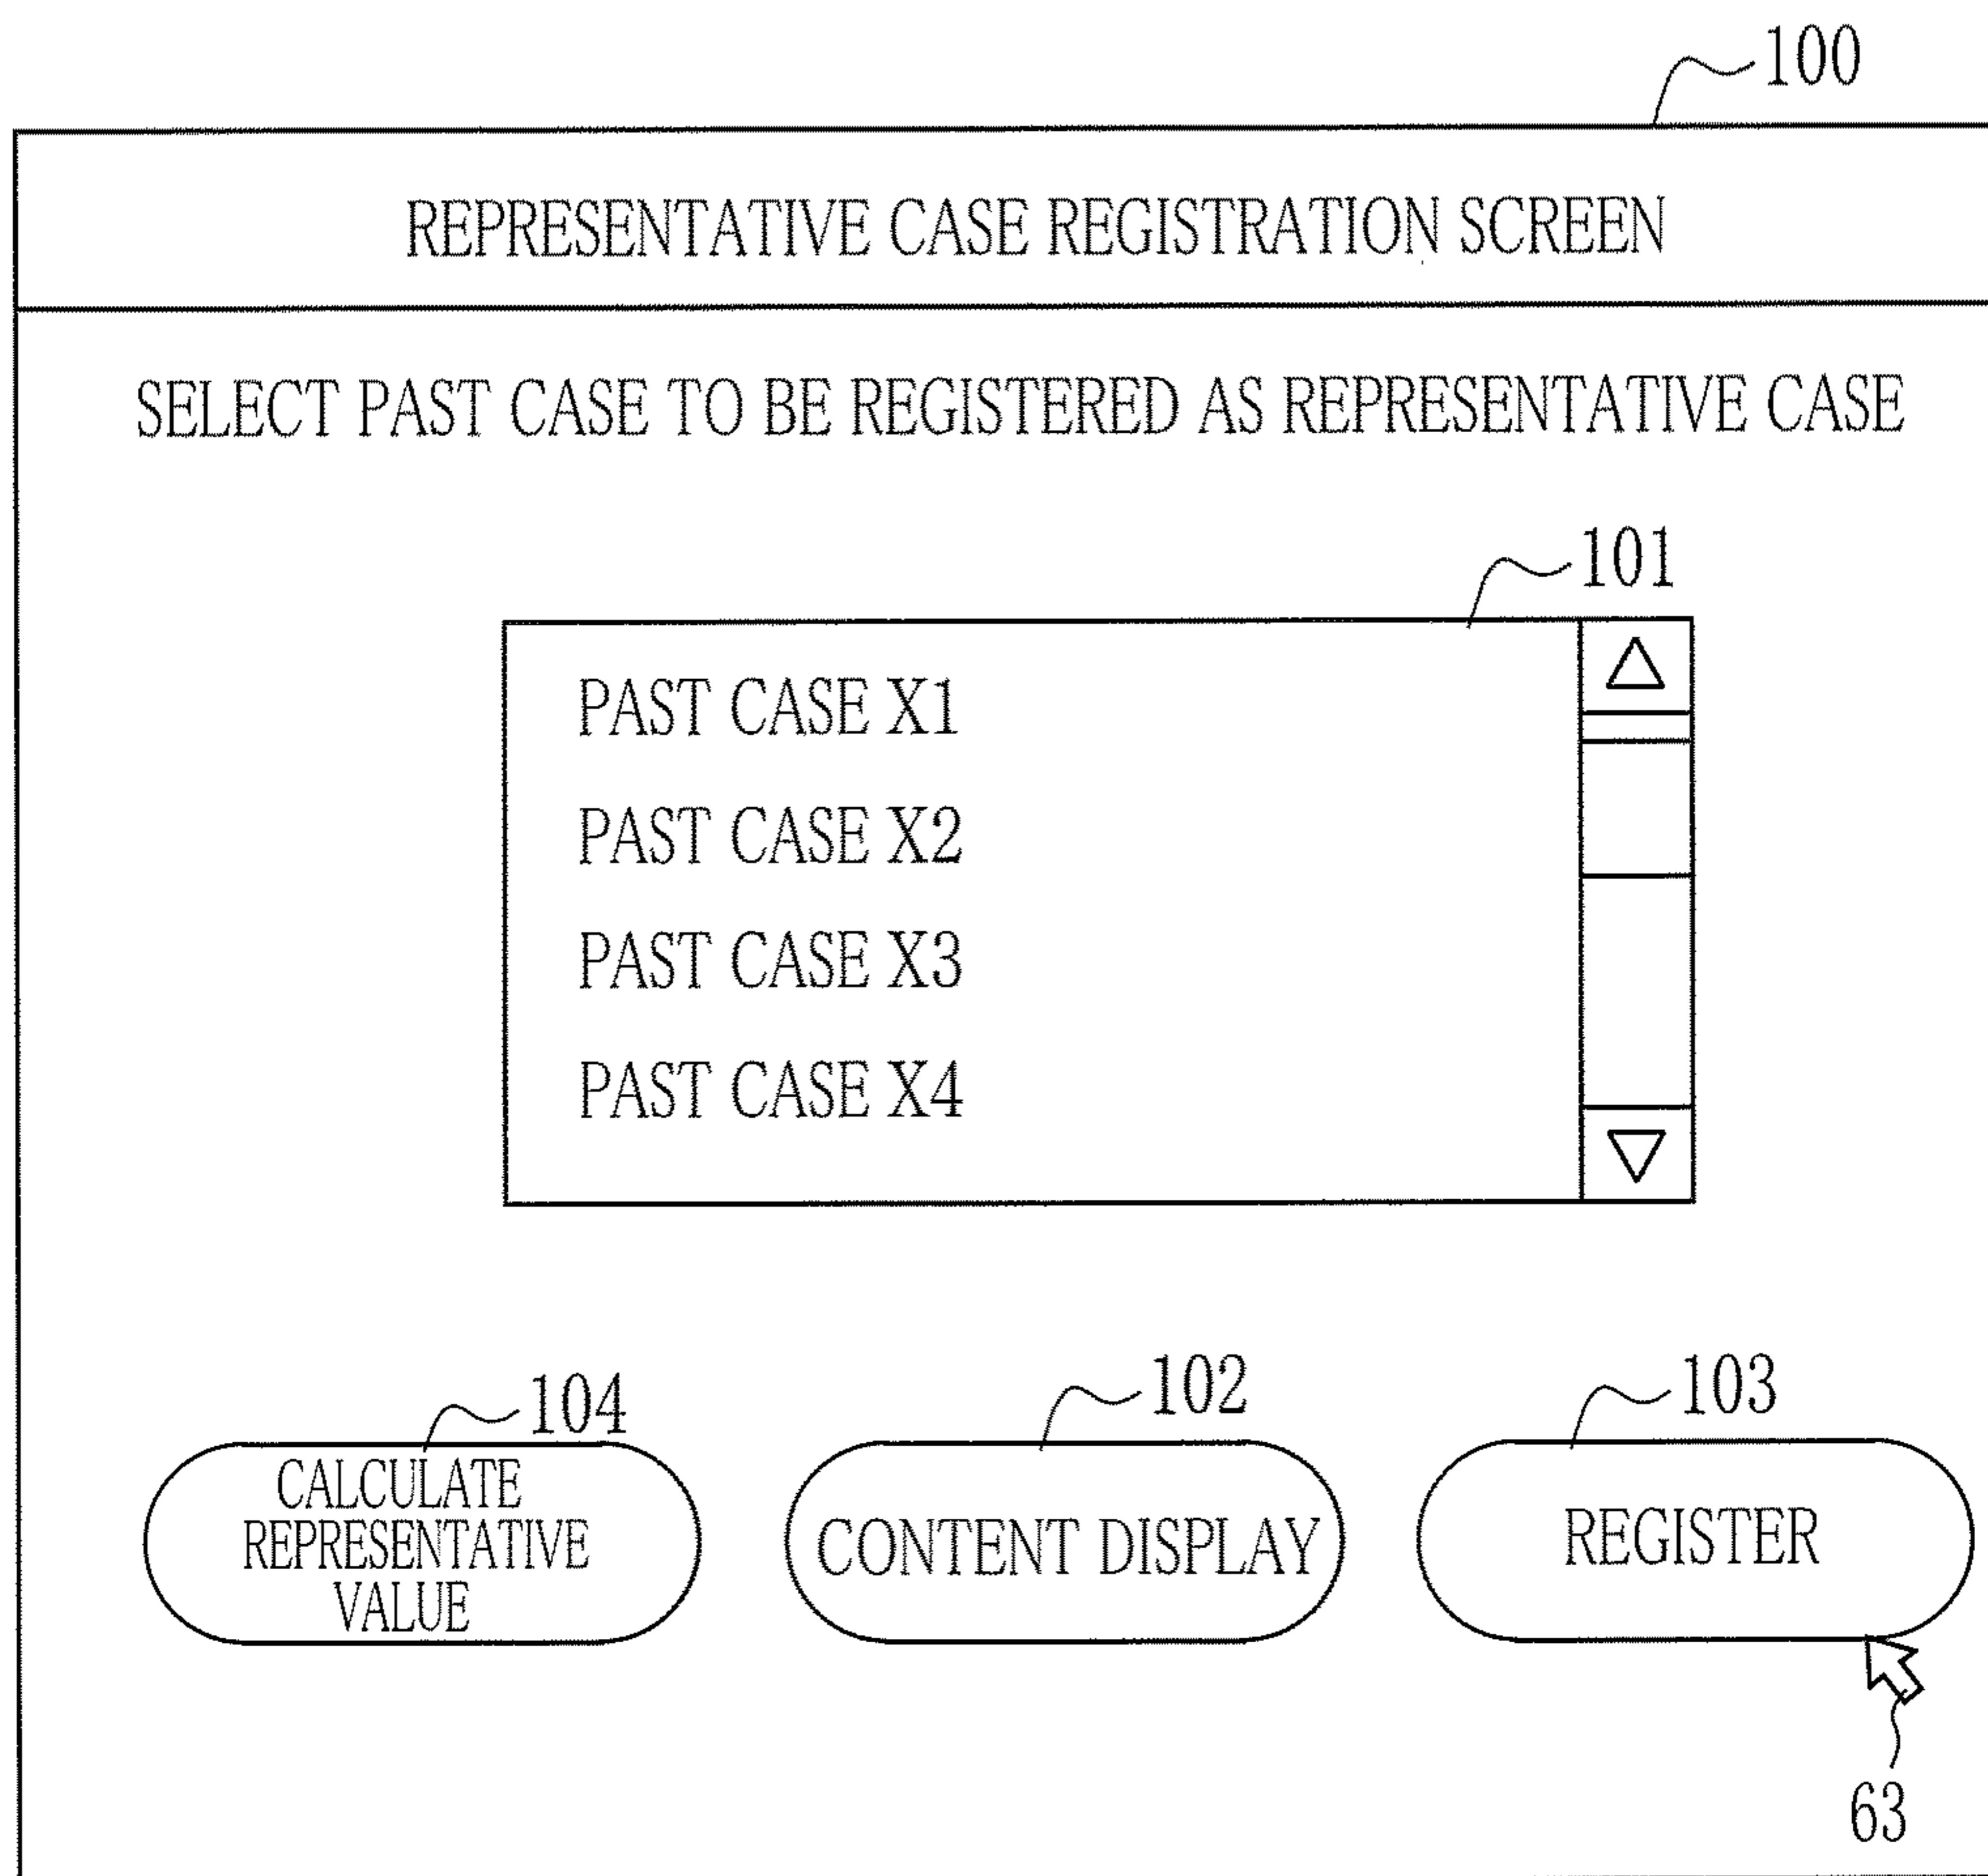 100
REPRESENTATIVE CASE REGISTRATION SCREEN
SELECT PAST CASE TO BE REGISTERED AS REPRESENTATIVE CASE
101
PAST CASE X1
PAST CASE X2
PAST CASE X3
PAST CASE X4
104
102
103
CALCULATE
REPRESENTATIVE
VALUE
CONTENT DISPLAY
REGISTER
63